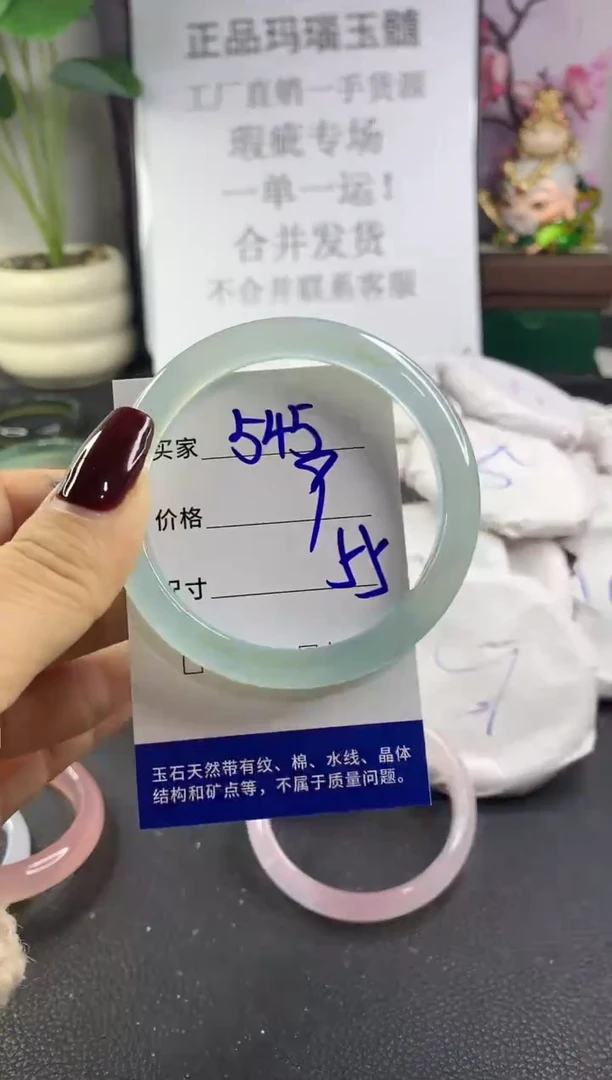 正品玛瑙玉髓
工厂直销一手货源
瑕疵专场
一单一运！
合并发货
不合并联系客服
买家 545
价格 9
尺寸 55
玉石天然带有纹、棉、水线、晶体
结构和矿点等，不属于质量问题。